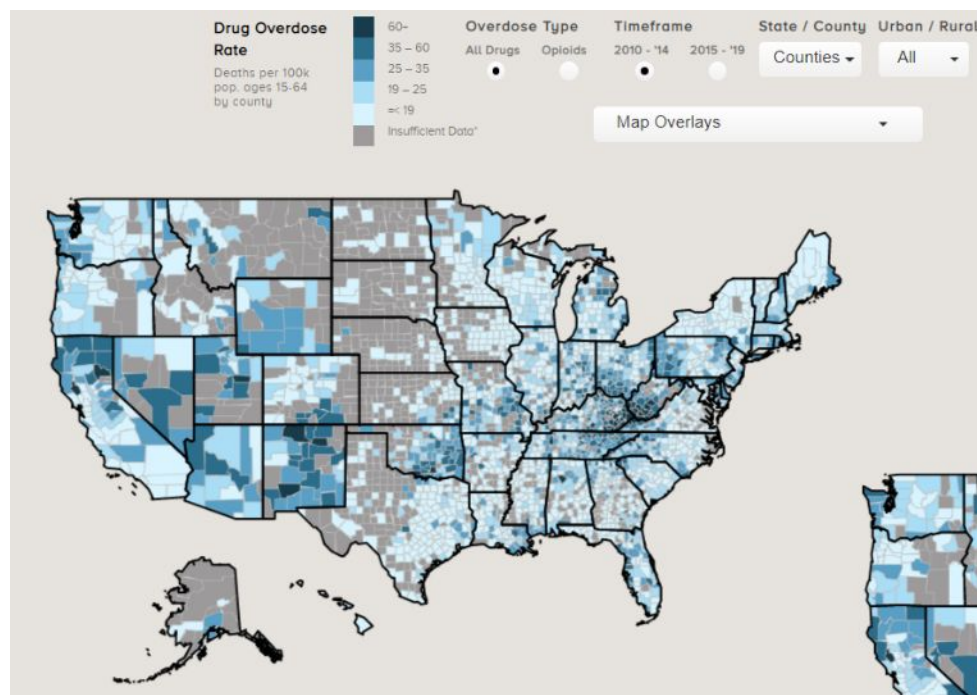 Drug Overdose
Rate
Deaths per 100k
pop. ages 15-64
by county
60+
35 – 60
25 – 35
19 – 25
=< 19
Insufficient Data*
Overdose Type
All Drugs Opioids
Timeframe
2010 - '14 2015 - '19
State / County
Counties
Urban / Rural
All
Map Overlays